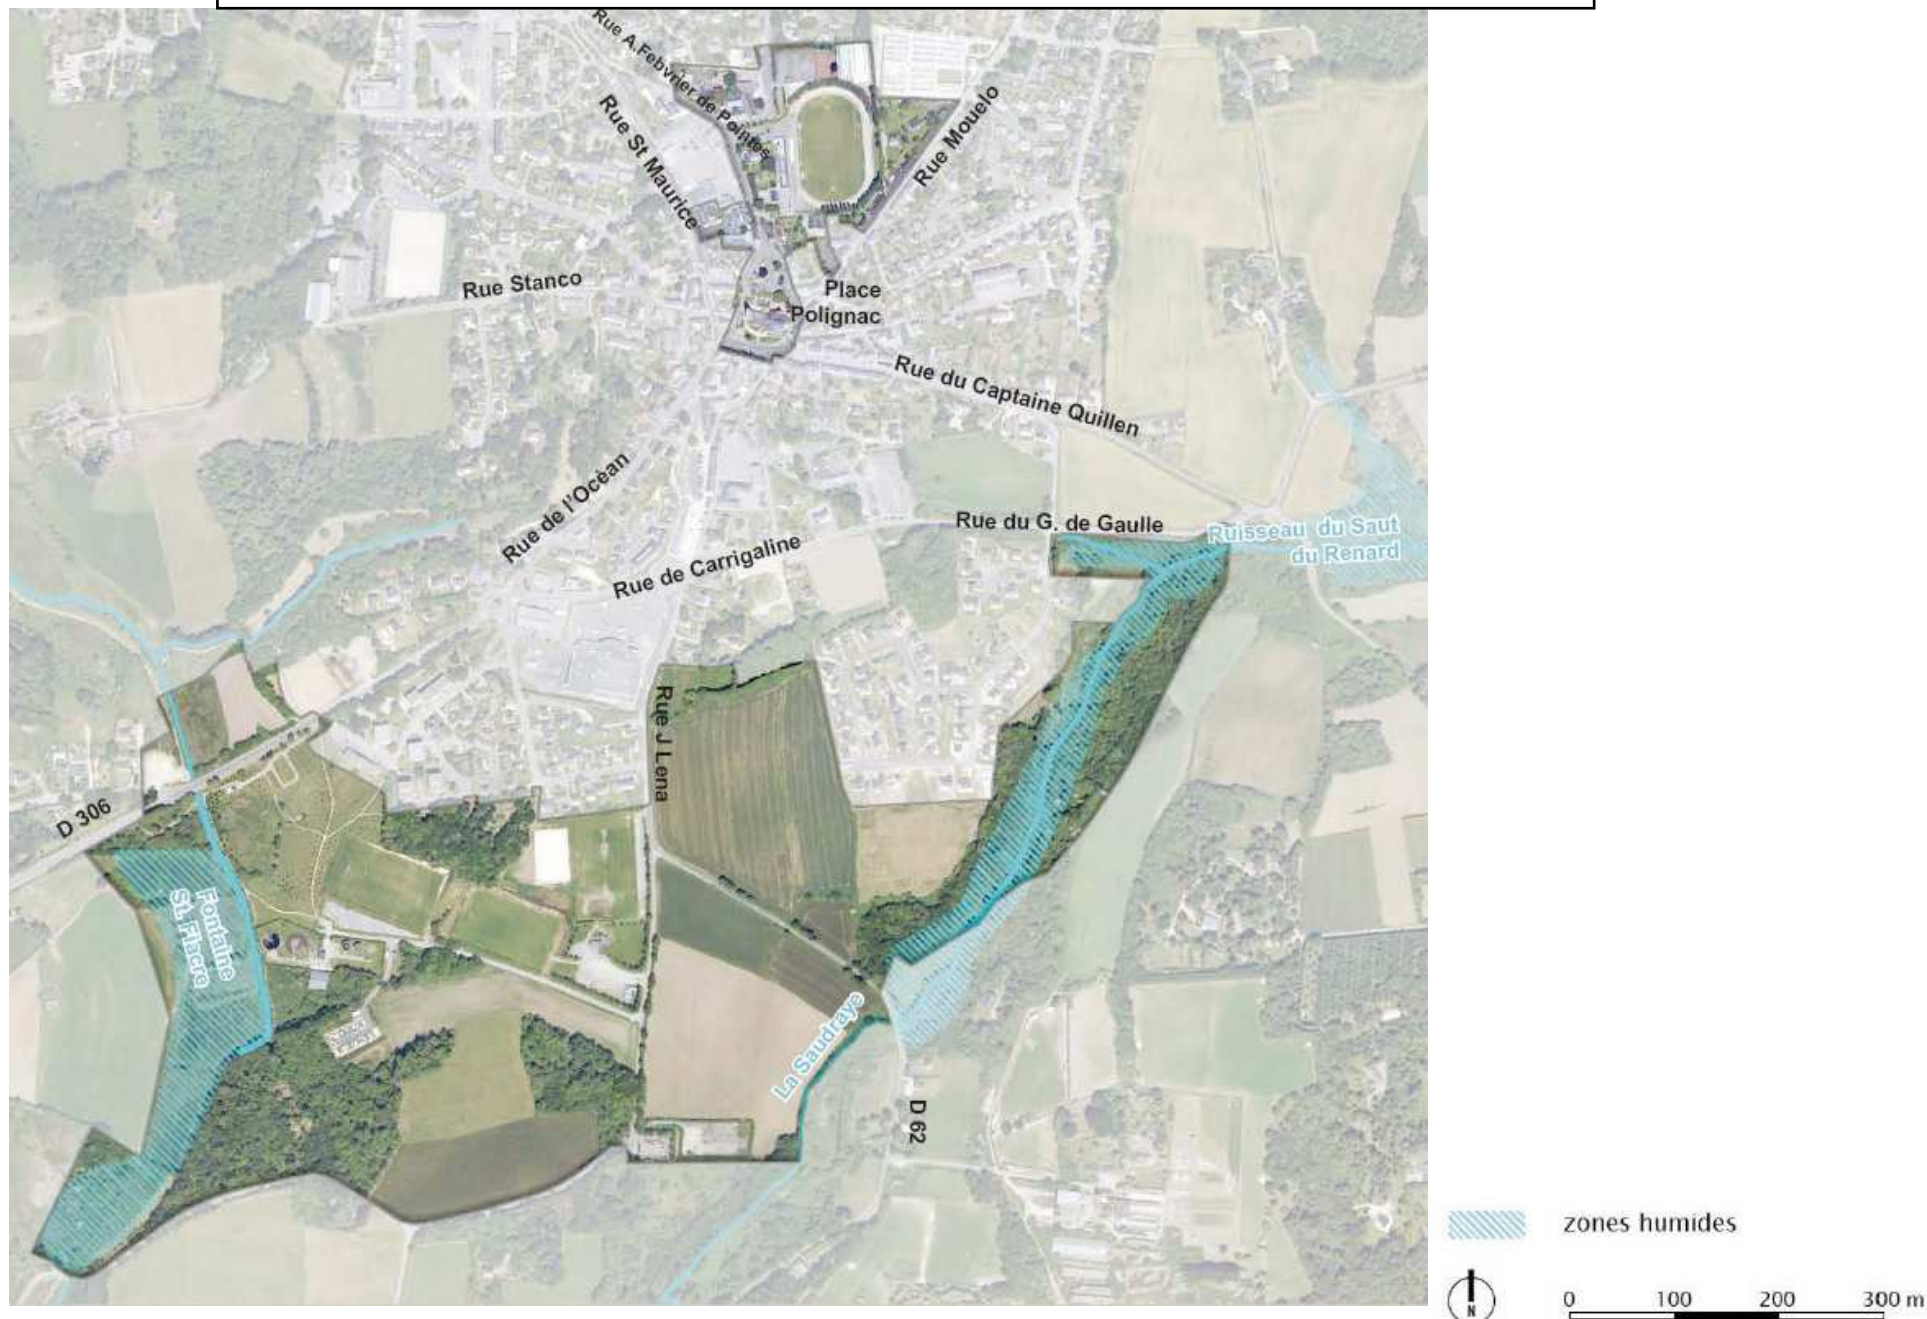 Rue A.Febvrier de Pointes
Rue St Maurice
Rue Mouelo
Rue Stanco
Place
Polignac
Rue du Captaine Quillen
Rue de l'Océan
Rue du G. de Gaulle
Ruisseau du Saut
du Renard
Rue de Carrigaline
Rue J Lena
D 306
Fontaine
St. Fiacre
La Saudraye
D 62
zones humides
N
0 100 200 300 m